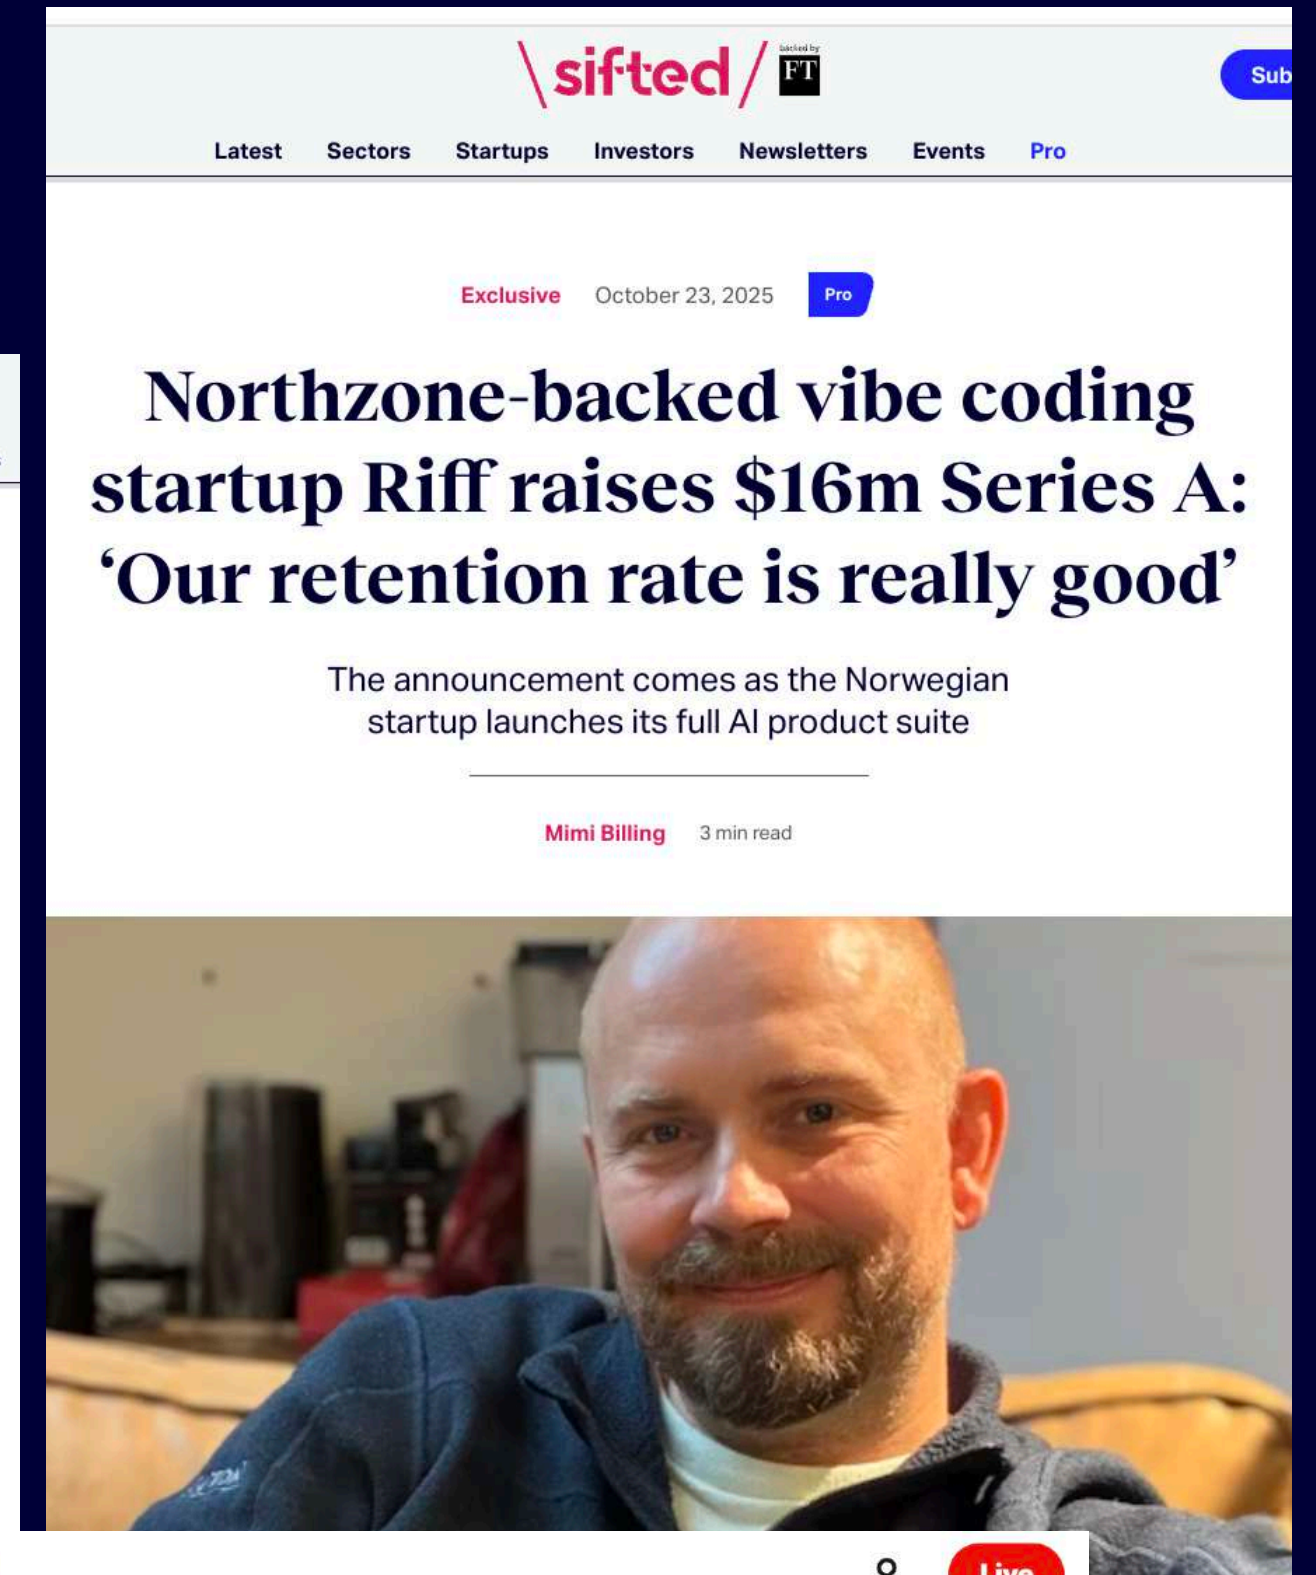 \sifted/ backed by FT
Sub
Latest Sectors Startups Investors Newsletters Events Pro
Exclusive October 23, 2025 Pro
Northzone-backed vibe coding
startup Riff raises $16m Series A:
‘Our retention rate is really good’
The announcement comes as the Norwegian
startup launches its full AI product suite
Mimi Billing 3 min read
Live